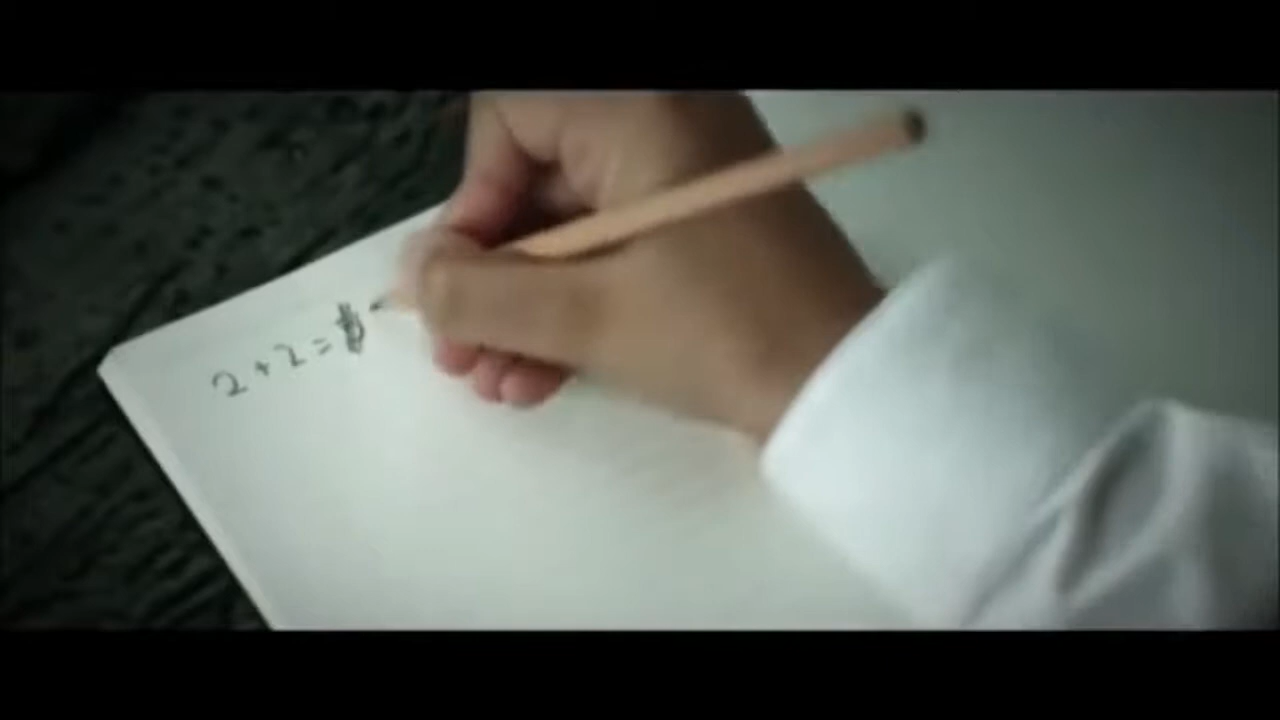 2 + 2 =